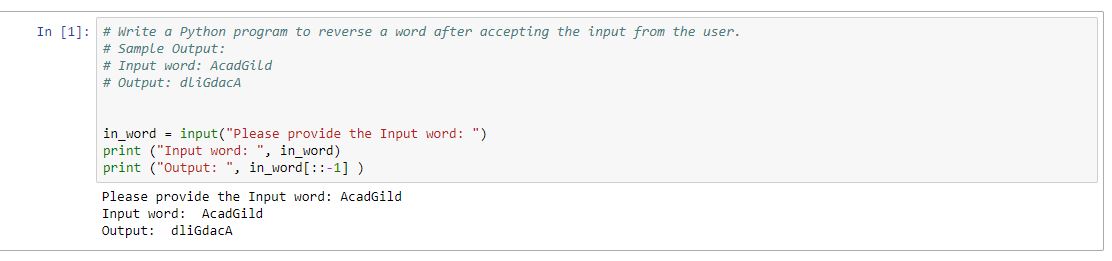 In [1]: # Write a Python program to reverse a word after accepting the input from the user.
# Sample Output:
# Input word: AcadGild
# Output: dliGdacA
in_word = input("Please provide the Input word: ")
print ("Input word: ", in_word)
print ("Output: ", in_word[::-1] )
Please provide the Input word: AcadGild
Input word:  AcadGild
Output:  dliGdacA